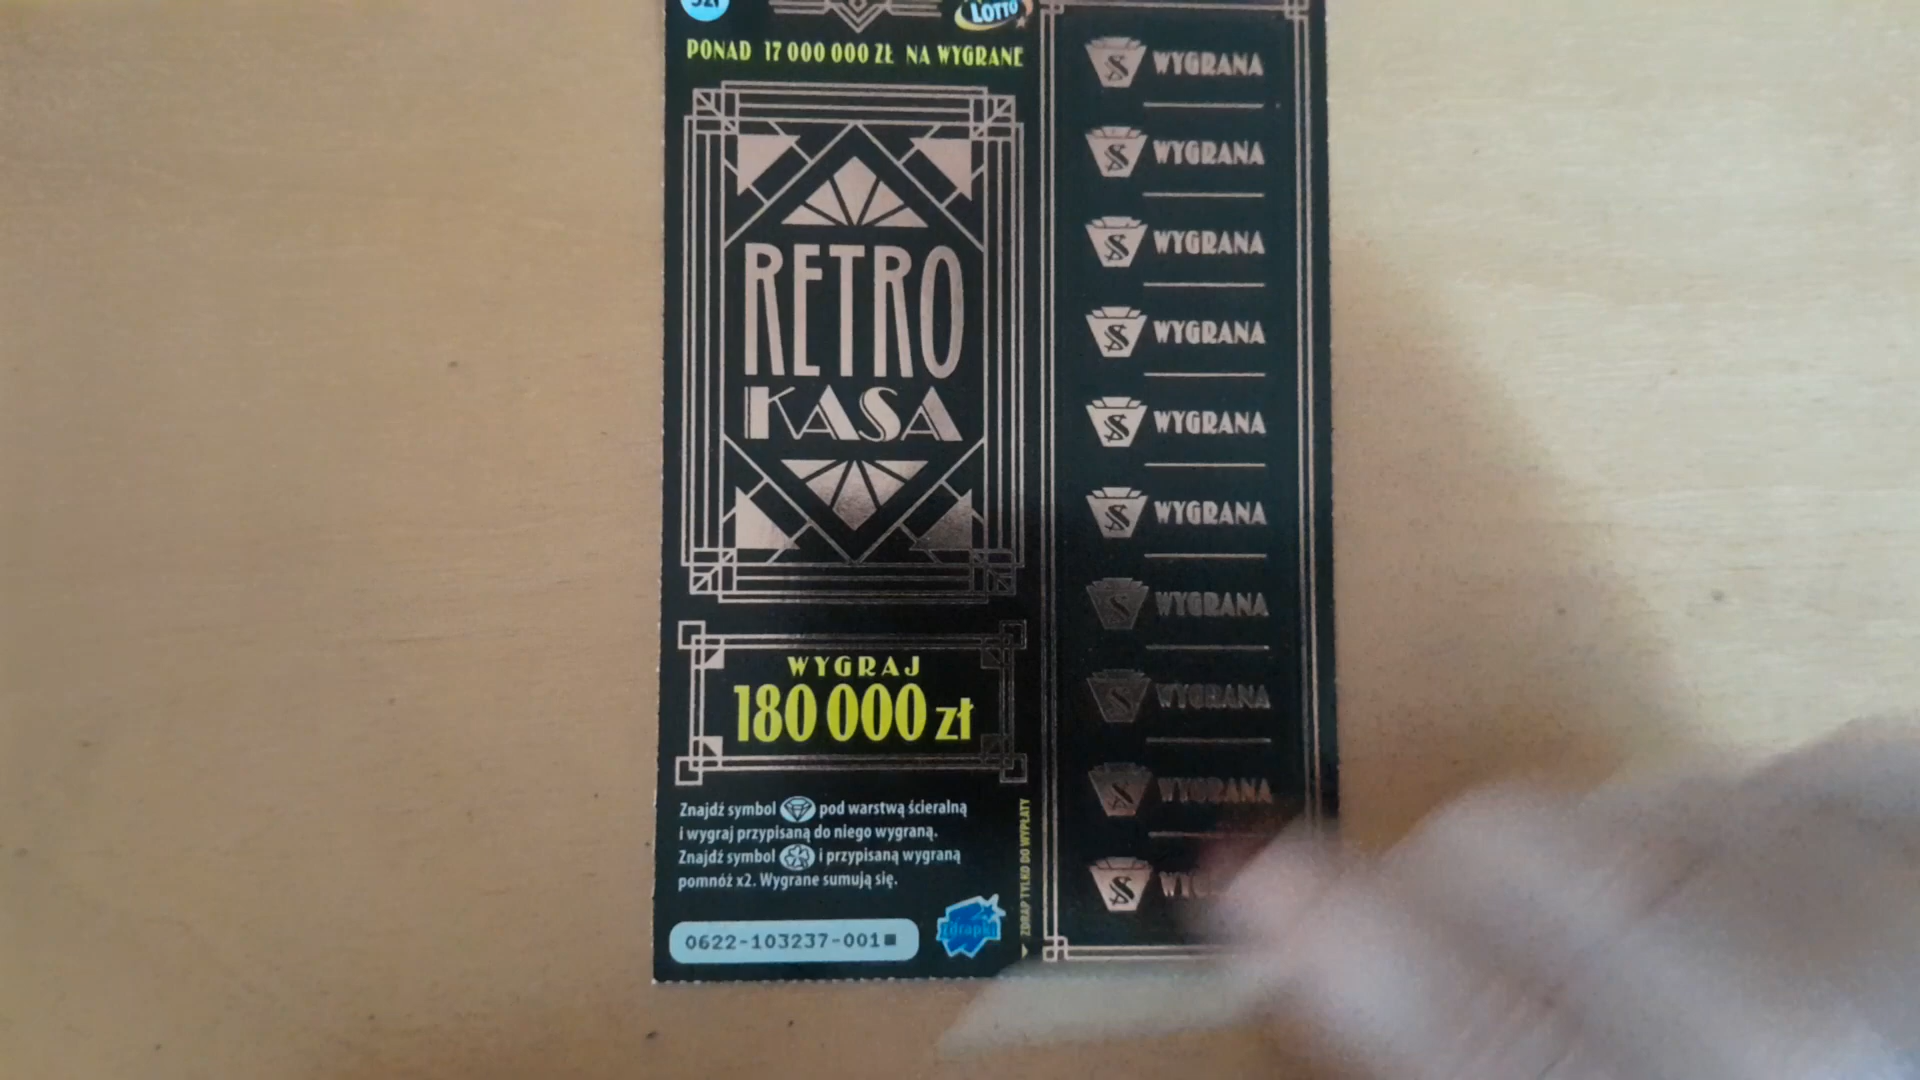 LOTTO
PONAD 17 000 000 ZŁ NA WYGRANE
RETRO
KASA
WYGRAJ
180 000 zł
Znajdź symbol pod warstwą ścieralną
i wygraj przypisaną do niego wygraną.
Znajdź symbol i przypisaną wygraną
pomnóż x2. Wygrane sumują się.
0622-103237-001
Zdrapka
ZDRAP TYLKO DO WYPŁATY
S WYGRANA
S WYGRANA
S WYGRANA
S WYGRANA
S WYGRANA
S WYGRANA
S WYGRANA
S WYGRANA
S WYGRANA
S